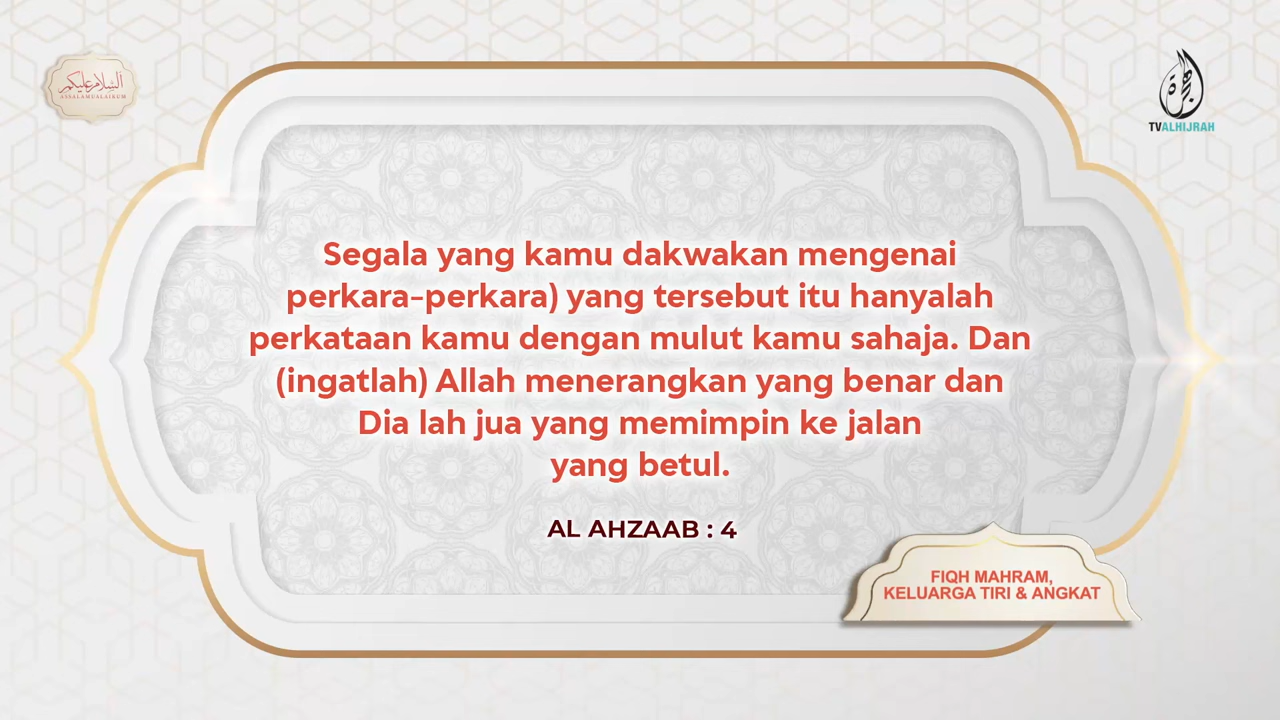 السلام عليكم
ASSALAMUALAIKUM
TVALHIJRAH
Segala yang kamu dakwakan mengenai
perkara-perkara) yang tersebut itu hanyalah
perkataan kamu dengan mulut kamu sahaja. Dan
(ingatlah) Allah menerangkan yang benar dan
Dia lah jua yang memimpin ke jalan
yang betul.
AL AHZAAB : 4
FIQH MAHRAM,
KELUARGA TIRI & ANGKAT